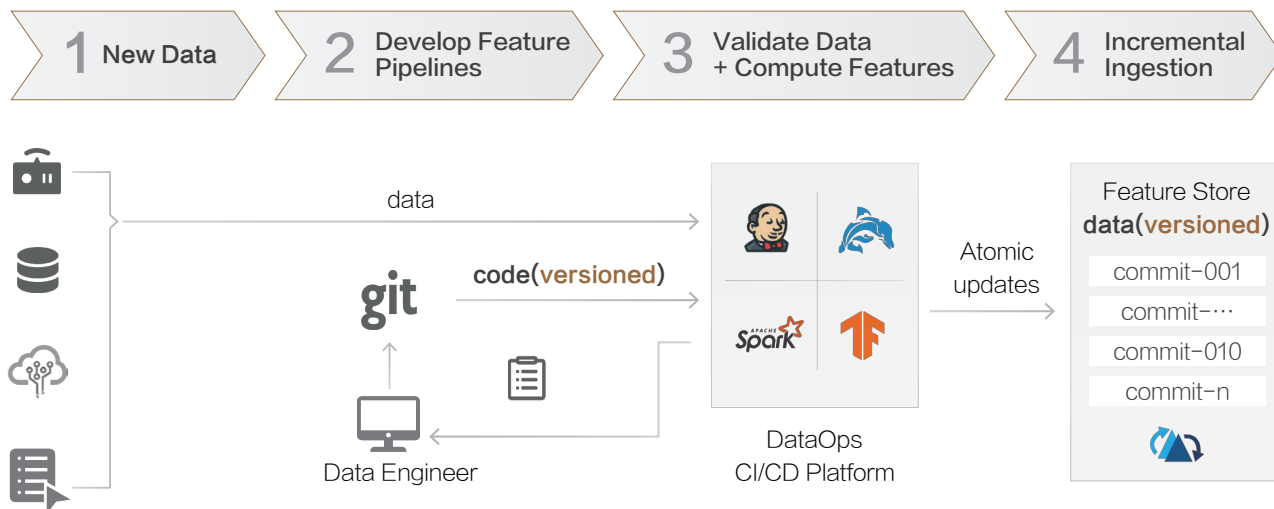 1 New Data
2 Develop Feature
Pipelines
3 Validate Data
+ Compute Features
4 Incremental
Ingestion
data
git
code(versioned)
Data Engineer
APACHE
Spark
DataOps
CI/CD Platform
Atomic
updates
Feature Store
data(versioned)
commit-001
commit-···
commit-010
commit-n